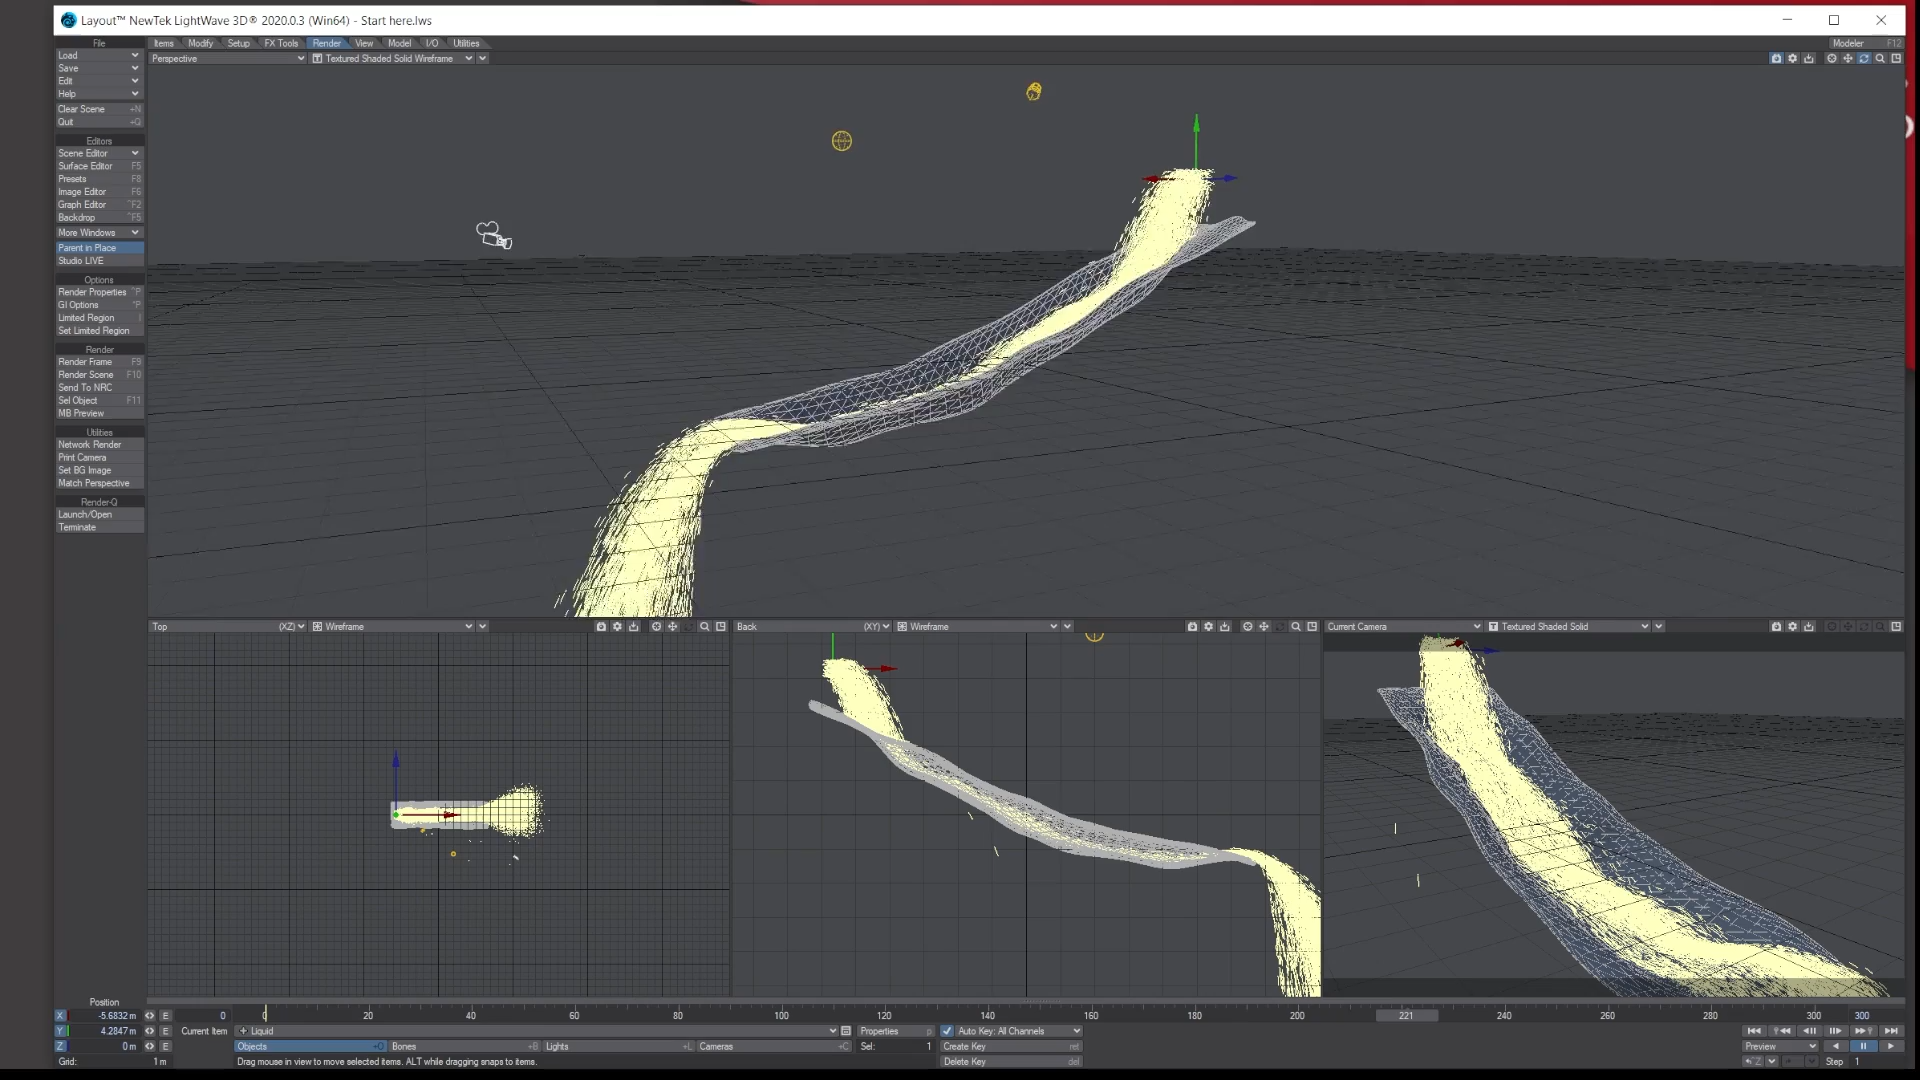 Layout™ NewTek LightWave 3D® 2020.0.3 (Win64) - Start here.lws
File Items Modify Setup FX Tools Render View Model I/O Utilities Modeler F12
Load
Save
Edit
Help
Clear Scene +N
Quit +Q
Editors
Scene Editor
Surface Editor F5
Presets F8
Image Editor F6
Graph Editor ^F2
Backdrop ^F5
More Windows
Parent in Place
Studio LIVE
Options
Render Properties ^P
GI Options *P
Limited Region l
Set Limited Region
Render
Render Frame F9
Render Scene F10
Send To NRC
Sel Object F11
MB Preview
Utilities
Network Render
Print Camera
Set BG Image
Match Perspective
Render-Q
Launch/Open
Terminate
Perspective Textured Shaded Solid Wireframe
Top (XZ) Wireframe
Back (XY) Wireframe
Current Camera Textured Shaded Solid
Position
X -5.6832 m E
Y 4.2847 m E
Z 0 m E
Grid: 1 m
0 0 20 40 60 80 100 120 140 160 180 200 221 240 260 280 300 300
Current Item Liquid Properties p Auto Key: All Channels
Objects +O Bones +B Lights +L Cameras +C Sel: 1 Create Key ret Preview
Drag mouse in view to move selected items. ALT while dragging snaps to items. Delete Key del Step 1